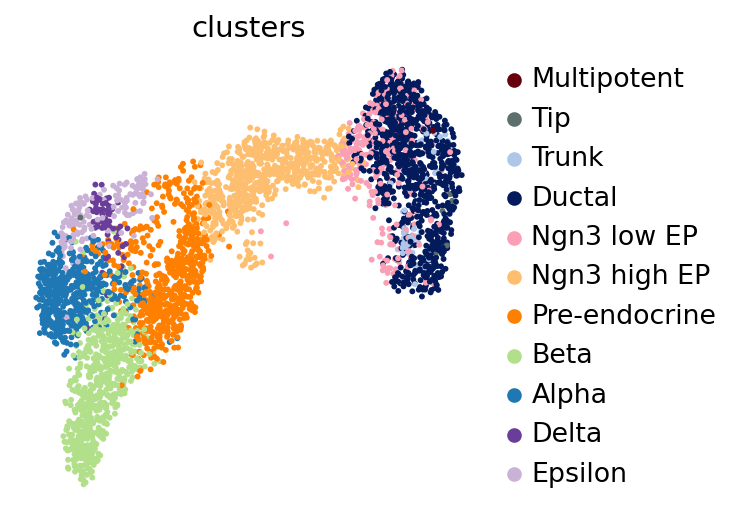 clusters
Multipotent
Tip
Trunk
Ductal
Ngn3 low EP
Ngn3 high EP
Pre-endocrine
Beta
Alpha
Delta
Epsilon